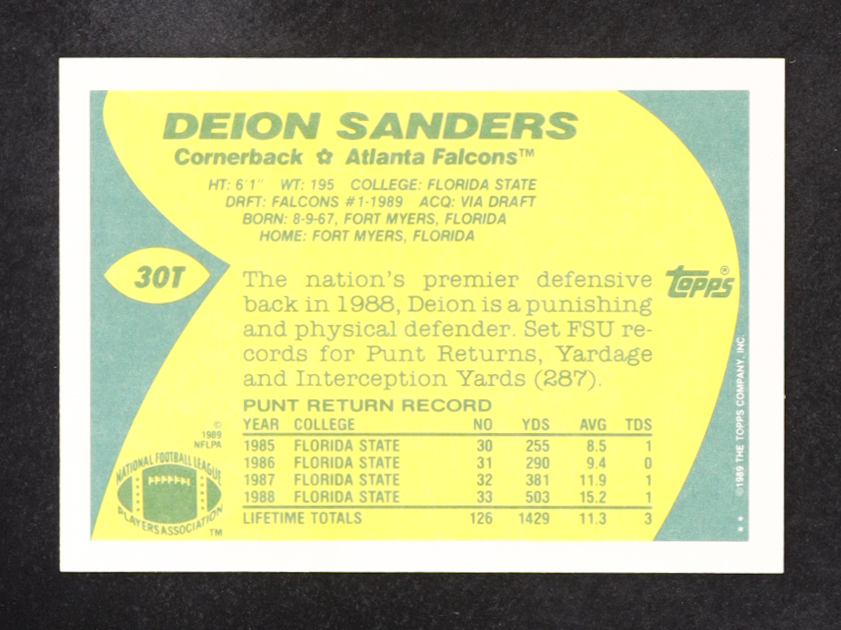 DEION SANDERS
Cornerback ✿ Atlanta Falcons™
HT: 6'1" WT: 195 COLLEGE: FLORIDA STATE
DRFT: FALCONS #1-1989 ACQ: VIA DRAFT
BORN: 8-9-67, FORT MYERS, FLORIDA
HOME: FORT MYERS, FLORIDA
30T
The nation's premier defensive
back in 1988, Deion is a punishing
and physical defender. Set FSU re-
cords for Punt Returns, Yardage
and Interception Yards (287).
topps®
PUNT RETURN RECORD
YEAR COLLEGE NO YDS AVG TDS
1985 FLORIDA STATE 30 255 8.5 1
1986 FLORIDA STATE 31 290 9.4 0
1987 FLORIDA STATE 32 381 11.9 1
1988 FLORIDA STATE 33 503 15.2 1
LIFETIME TOTALS 126 1429 11.3 3
©
1989
NFLPA
NATIONAL FOOTBALL LEAGUE
PLAYERS ASSOCIATION
TM
** ©1989 THE TOPPS COMPANY, INC.